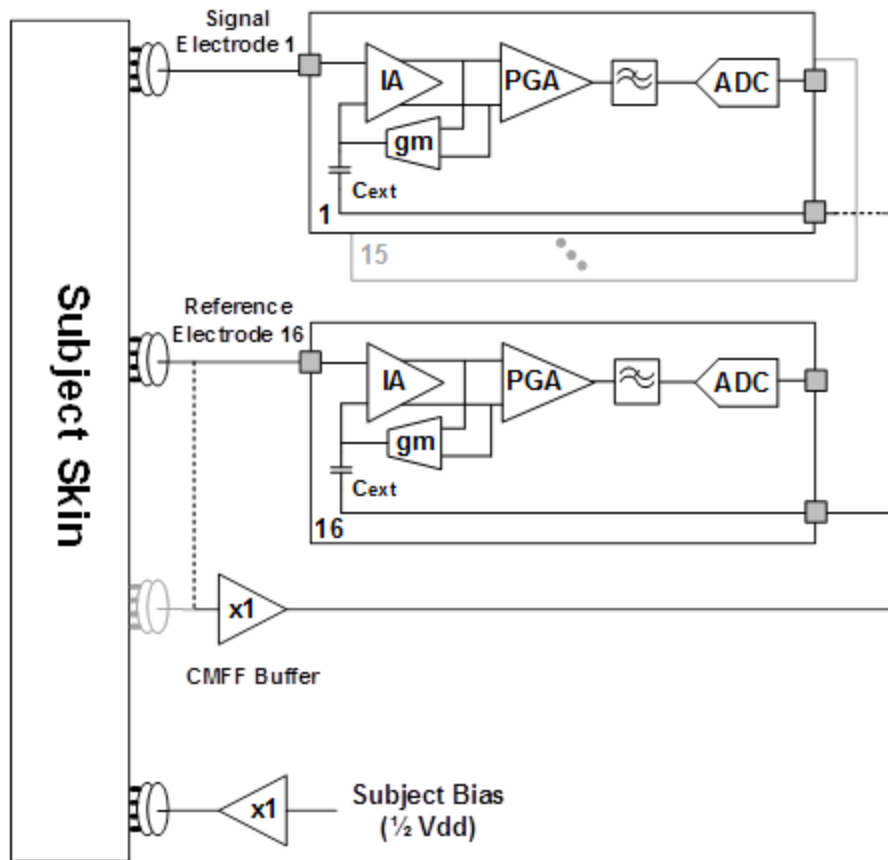 Signal
Electrode 1
IA
PGA
ADC
gm
Cext
1
15
Subject Skin
Reference
Electrode 16
IA
PGA
ADC
gm
Cext
16
x1
CMFF Buffer
x1
Subject Bias
(½ Vdd)